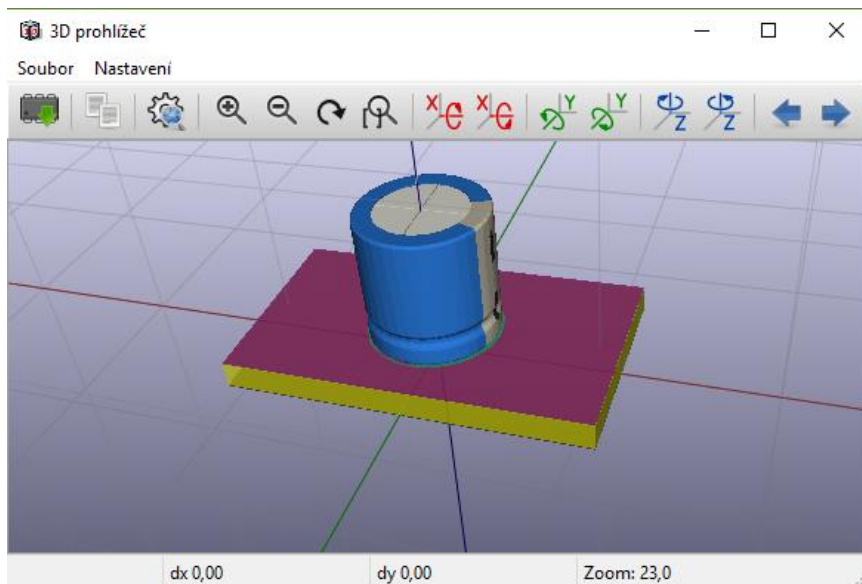 3D prohlížeč
Soubor Nastavení
X X Y Y Z Z
dx 0,00 dy 0,00 Zoom: 23,0